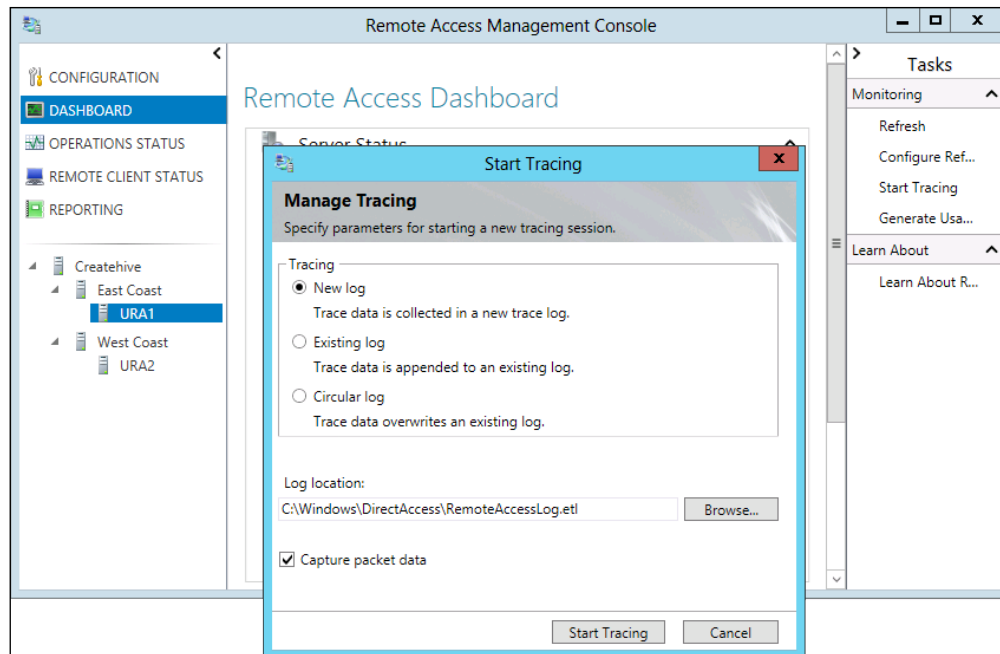 Remote Access Management Console
CONFIGURATION
DASHBOARD
OPERATIONS STATUS
REMOTE CLIENT STATUS
REPORTING
Createhive
East Coast
URA1
West Coast
URA2
Remote Access Dashboard
Server Status
Start Tracing
Manage Tracing
Specify parameters for starting a new tracing session.
Tracing
New log
Trace data is collected in a new trace log.
Existing log
Trace data is appended to an existing log.
Circular log
Trace data overwrites an existing log.
Log location:
C:\Windows\DirectAccess\RemoteAccessLog.etl
Browse...
Capture packet data
Start Tracing
Cancel
Tasks
Monitoring
Refresh
Configure Ref...
Start Tracing
Generate Usa...
Learn About
Learn About R...